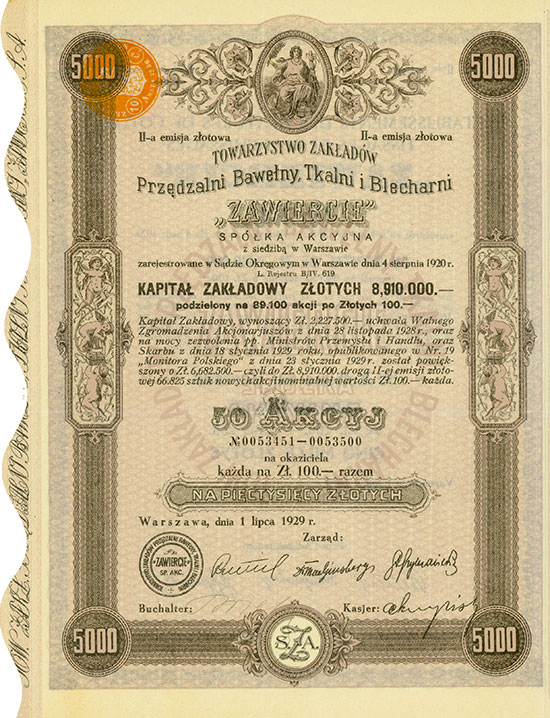 5000
5000
II-a emisja złotowa
II-a emisja złotowa
TOWARZYSTWO ZAKŁADÓW
Przędzalni Bawełny, Tkalni i Blecharni
„ZAWIERCIE”
SPÓŁKA AKCYJNA
z siedzibą w Warszawie
zarejestrowane w Sądzie Okręgowym w Warszawie dnia 4 sierpnia 1920 r.
L. Rejestru B/IV. 619
KAPITAŁ ZAKŁADOWY ZŁOTYCH 8,910.000.—
podzielony na 89.100 akcji po Złotych 100.—
Kapitał Zakładowy, wynoszący Zł. 2,227.500.— uchwałą Walnego
Zgromadzenia Akcjonarjuszów z dnia 28 listopada 1928 r., oraz
na mocy zezwolenia pp. Ministrów Przemysłu i Handlu, oraz
Skarbu z dnia 18 stycznia 1929 roku, opublikowanego w Nr. 19
„Monitora Polskiego” z dnia 23 stycznia 1929 r. został powięk-
szony o Zł. 6,682.500.— czyli do Zł. 8,910.000. drogą II-ej emisji złoto-
wej 66.825 sztuk nowych akcji nominalnej wartości Zł. 100.— każda.
50 AKCYJ
№ 0053451—0053500
na okaziciela
każda na Zł. 100.— razem
NA PIĘĆTYSIĘCY ZŁOTYCH
Warszawa, dnia 1 lipca 1929 r.
Zarząd:
ZAWIERCIE
SP. AKC.
Buchalter:
Kasjer:
5000
S. A.
5000